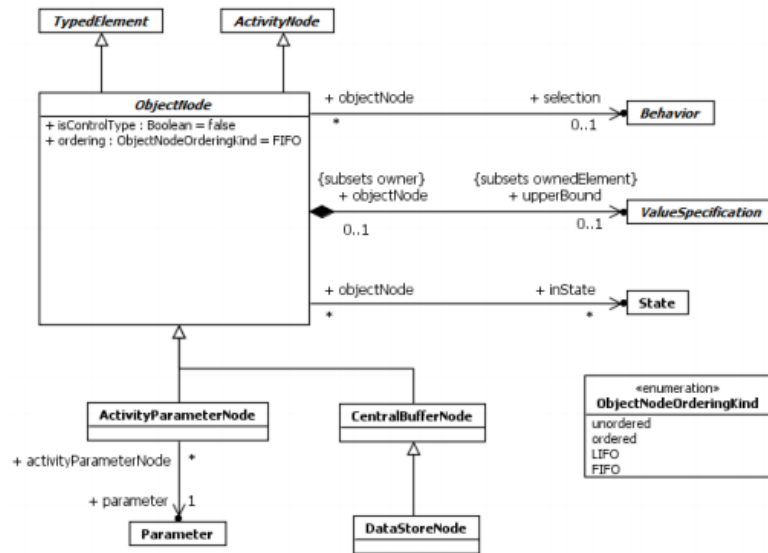 TypedElement
ActivityNode
ObjectNode
+ isControlType : Boolean = false
+ ordering : ObjectNodeOrderingKind = FIFO
+ objectNode
+ selection
*
0..1
Behavior
{subsets owner}
{subsets ownedElement}
+ objectNode
+ upperBound
0..1
0..1
ValueSpecification
+ objectNode
+ inState
*
*
State
ActivityParameterNode
CentralBufferNode
«enumeration»
ObjectNodeOrderingKind
unordered
ordered
LIFO
FIFO
+ activityParameterNode
*
+ parameter
1
Parameter
DataStoreNode